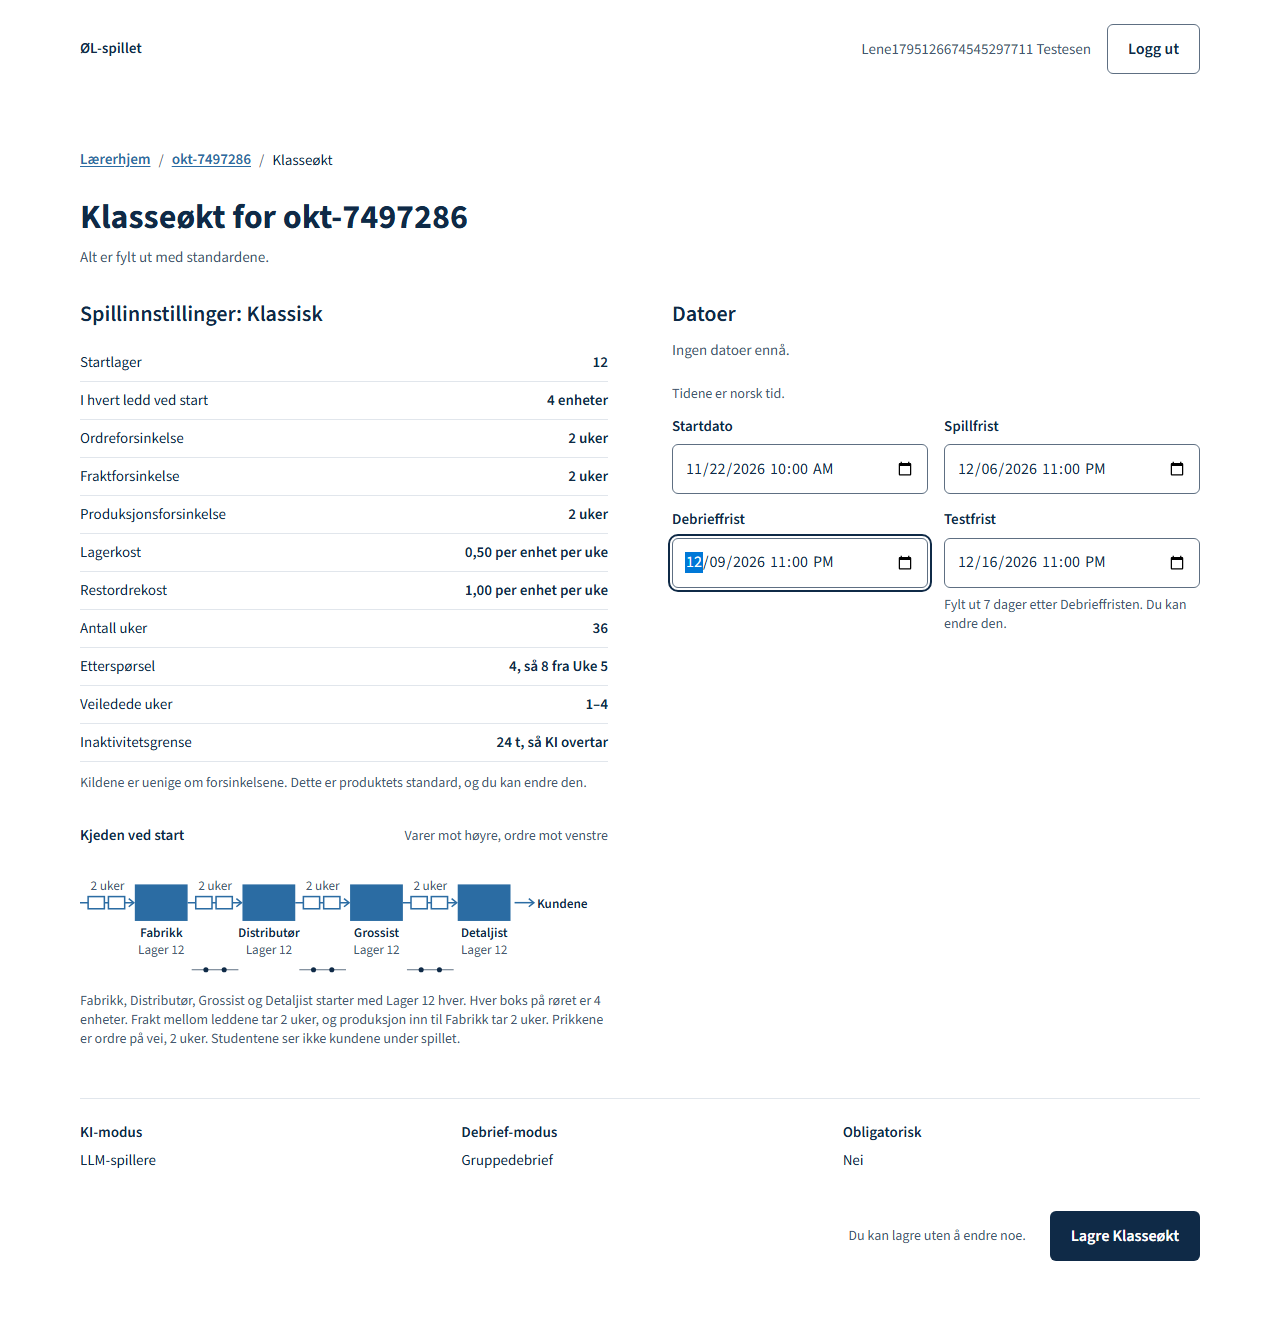 ØL-spillet
Lene1795126674545297711 Testesen
Logg ut
Lærerhjem / okt-7497286 / Klasseøkt
Klasseøkt for okt-7497286
Alt er fylt ut med standardene.
Spillinnstillinger: Klassisk
Startlager 12
I hvert ledd ved start 4 enheter
Ordreforsinkelse 2 uker
Fraktforsinkelse 2 uker
Produksjonsforsinkelse 2 uker
Lagerkost 0,50 per enhet per uke
Restordrekost 1,00 per enhet per uke
Antall uker 36
Etterspørsel 4, så 8 fra Uke 5
Veiledede uker 1–4
Inaktivitetsgrense 24 t, så KI overtar
Kildene er uenige om forsinkelsene. Dette er produktets standard, og du kan endre den.
Kjeden ved start Varer mot høyre, ordre mot venstre
2 uker 2 uker 2 uker 2 uker
Kundene
Fabrikk Distributør Grossist Detaljist
Lager 12 Lager 12 Lager 12 Lager 12
Fabrikk, Distributør, Grossist og Detaljist starter med Lager 12 hver. Hver boks på røret er 4
enheter. Frakt mellom leddene tar 2 uker, og produksjon inn til Fabrikk tar 2 uker. Prikkene
er ordre på vei, 2 uker. Studentene ser ikke kundene under spillet.
Datoer
Ingen datoer ennå.
Tidene er norsk tid.
Startdato Spillfrist
11/22/2026 10:00 AM 12/06/2026 11:00 PM
Debrieffrist Testfrist
12/09/2026 11:00 PM 12/16/2026 11:00 PM
Fylt ut 7 dager etter Debrieffristen. Du kan
endre den.
KI-modus Debrief-modus Obligatorisk
LLM-spillere Gruppedebrief Nei
Du kan lagre uten å endre noe.
Lagre Klasseøkt